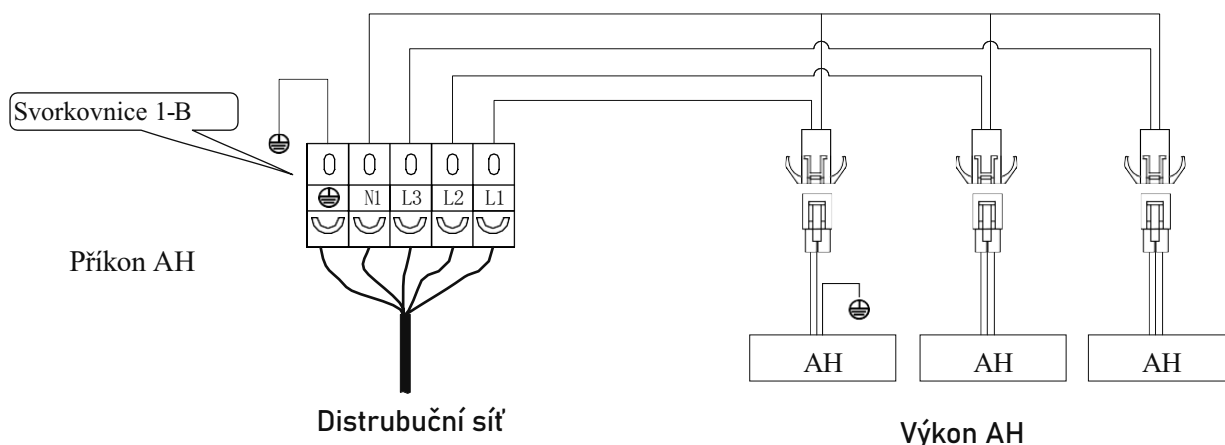 Svorkovnice 1-B
0 0 0 0 0
N1 L3 L2 L1
Příkon AH
AH AH AH
Distrubuční síť
Výkon AH